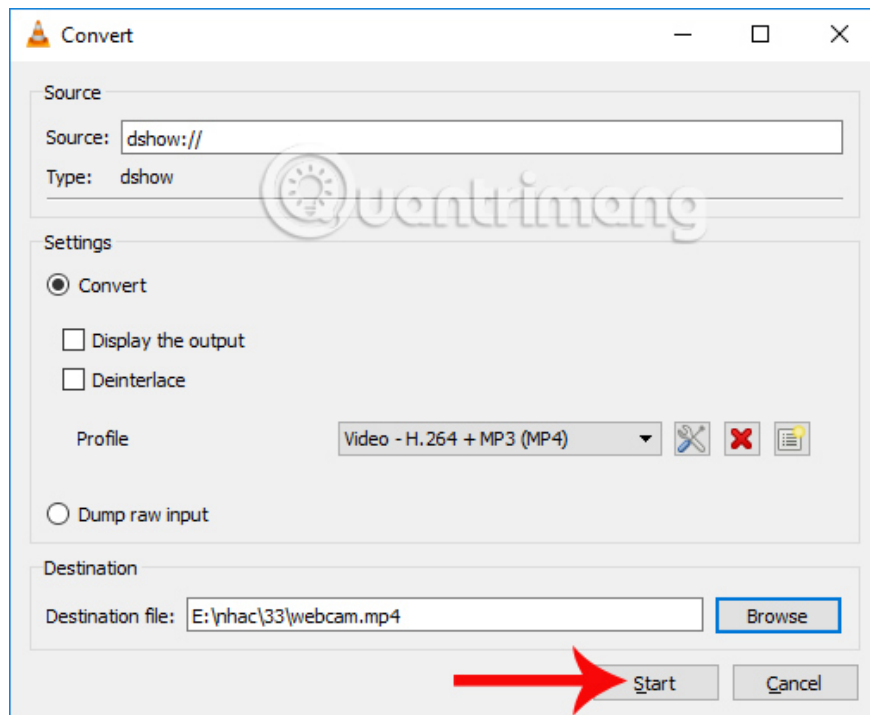 Convert
Source
Source: dshow://
Type: dshow
Quantrimang
Settings
Convert
Display the output
Deinterlace
Profile Video - H.264 + MP3 (MP4)
Dump raw input
Destination
Destination file: E:\nhac\33\webcam.mp4 Browse
Start Cancel